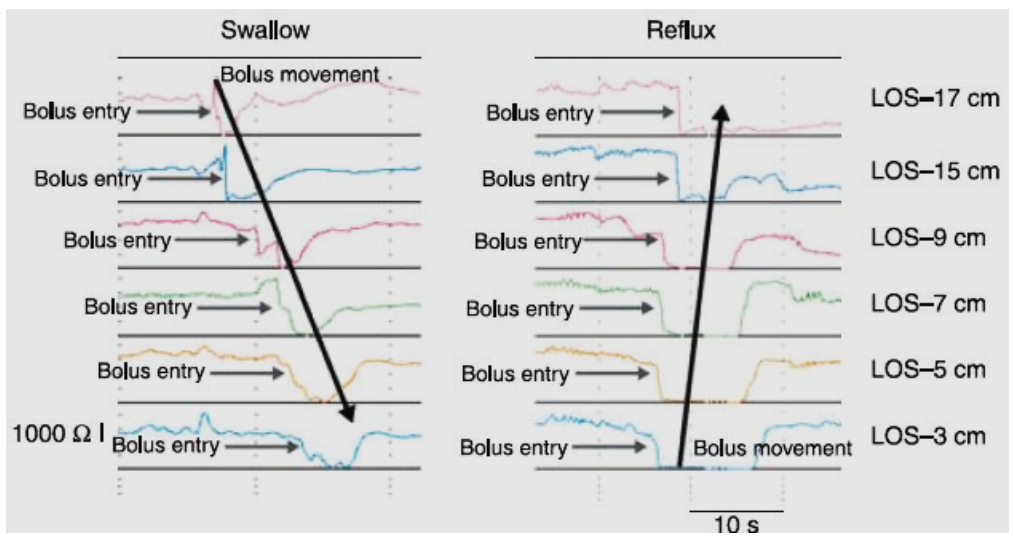 Swallow
Reflux
Bolus movement
Bolus entry
Bolus entry
LOS–17 cm
Bolus entry
Bolus entry
LOS–15 cm
Bolus entry
Bolus entry
LOS–9 cm
Bolus entry
Bolus entry
LOS–7 cm
Bolus entry
Bolus entry
LOS–5 cm
1000 Ω I
Bolus entry
Bolus entry
Bolus movement
LOS–3 cm
10 s